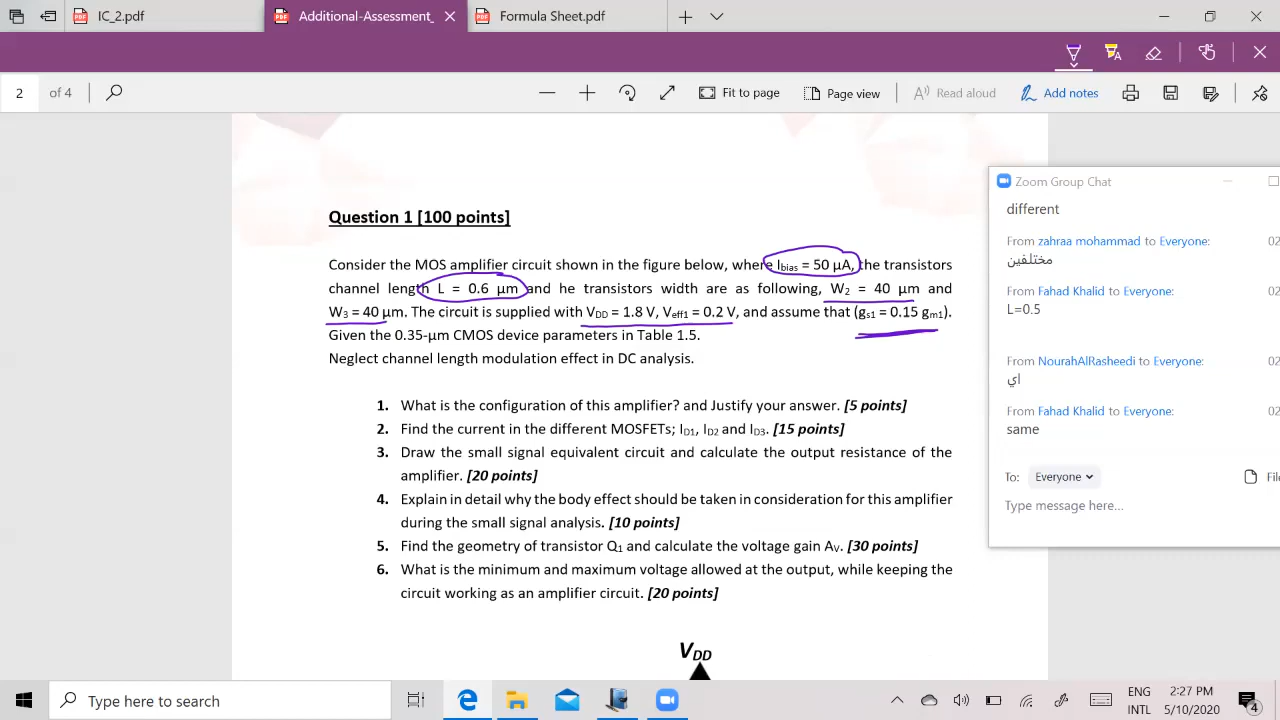 IC_2.pdf
Additional-Assessment_
Formula Sheet.pdf
2 of 4
Fit to page
Page view
Read aloud
Add notes
Question 1 [100 points]
Consider the MOS amplifier circuit shown in the figure below, where Ibias = 50 µA, the transistors
channel length L = 0.6 µm and he transistors width are as following, W2 = 40 µm and
W3 = 40 µm. The circuit is supplied with VDD = 1.8 V, Veff1 = 0.2 V, and assume that (gs1 = 0.15 gm1).
Given the 0.35-µm CMOS device parameters in Table 1.5.
Neglect channel length modulation effect in DC analysis.
1. What is the configuration of this amplifier? and Justify your answer. [5 points]
2. Find the current in the different MOSFETs; ID1, ID2 and ID3. [15 points]
3. Draw the small signal equivalent circuit and calculate the output resistance of the
amplifier. [20 points]
4. Explain in detail why the body effect should be taken in consideration for this amplifier
during the small signal analysis. [10 points]
5. Find the geometry of transistor Q1 and calculate the voltage gain AV. [30 points]
6. What is the minimum and maximum voltage allowed at the output, while keeping the
circuit working as an amplifier circuit. [20 points]
VDD
Zoom Group Chat
different
From zahraa mohammad to Everyone: 02
مختلفين
From Fahad Khalid to Everyone: 02
L=0.5
From NourahAlRasheedi to Everyone: 02
اي
From Fahad Khalid to Everyone: 02
same
To: Everyone
File
Type message here...
Type here to search
ENG
INTL
2:27 PM
5/10/2020
4